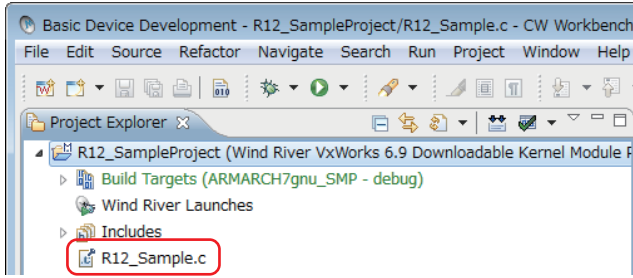 Basic Device Development - R12_SampleProject/R12_Sample.c - CW Workbench
File Edit Source Refactor Navigate Search Run Project Window Help
010
Project Explorer
R12_SampleProject (Wind River VxWorks 6.9 Downloadable Kernel Module P
Build Targets (ARMARCH7gnu_SMP - debug)
Wind River Launches
Includes
R12_Sample.c